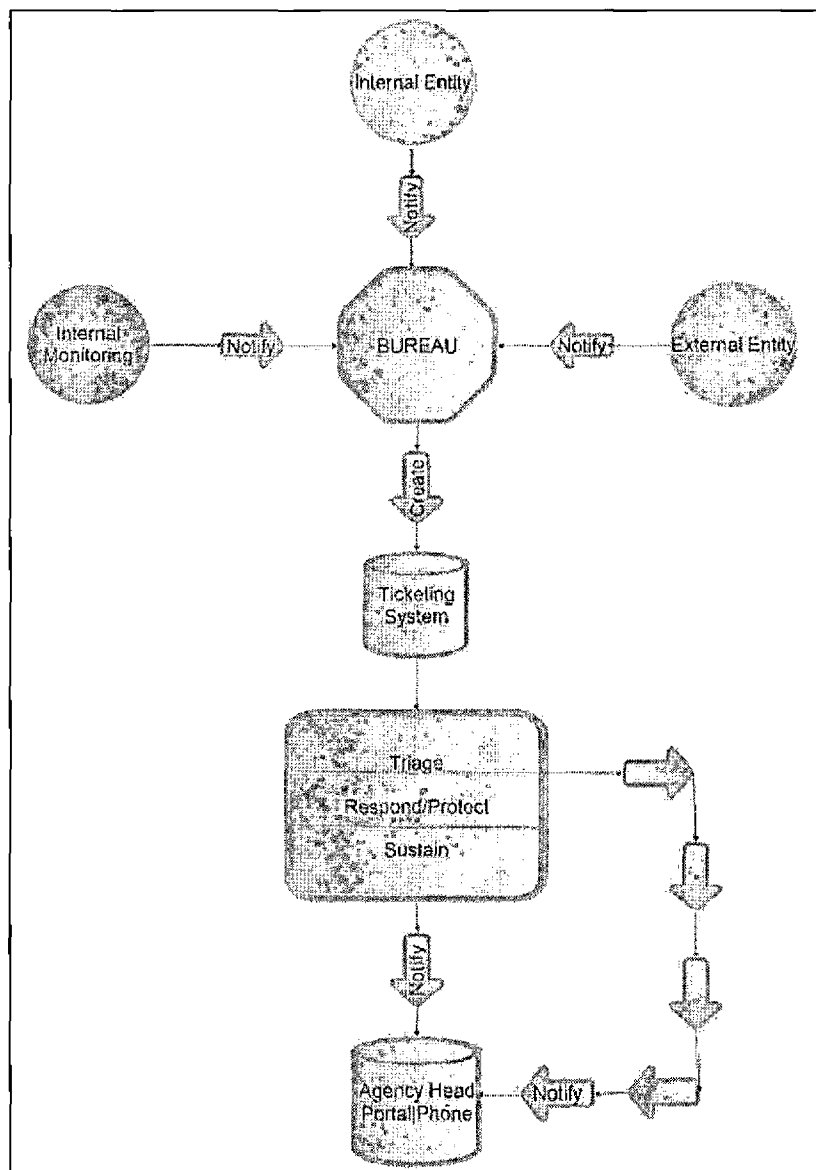 Internal Entity
Notify
Internal
Monitoring
Notify
BUREAU
Notify
External Entity
Create
Ticketing
System
Triage
Respond/Protect
Sustain
Notify
Agency Head
Portal|Phone
Notify